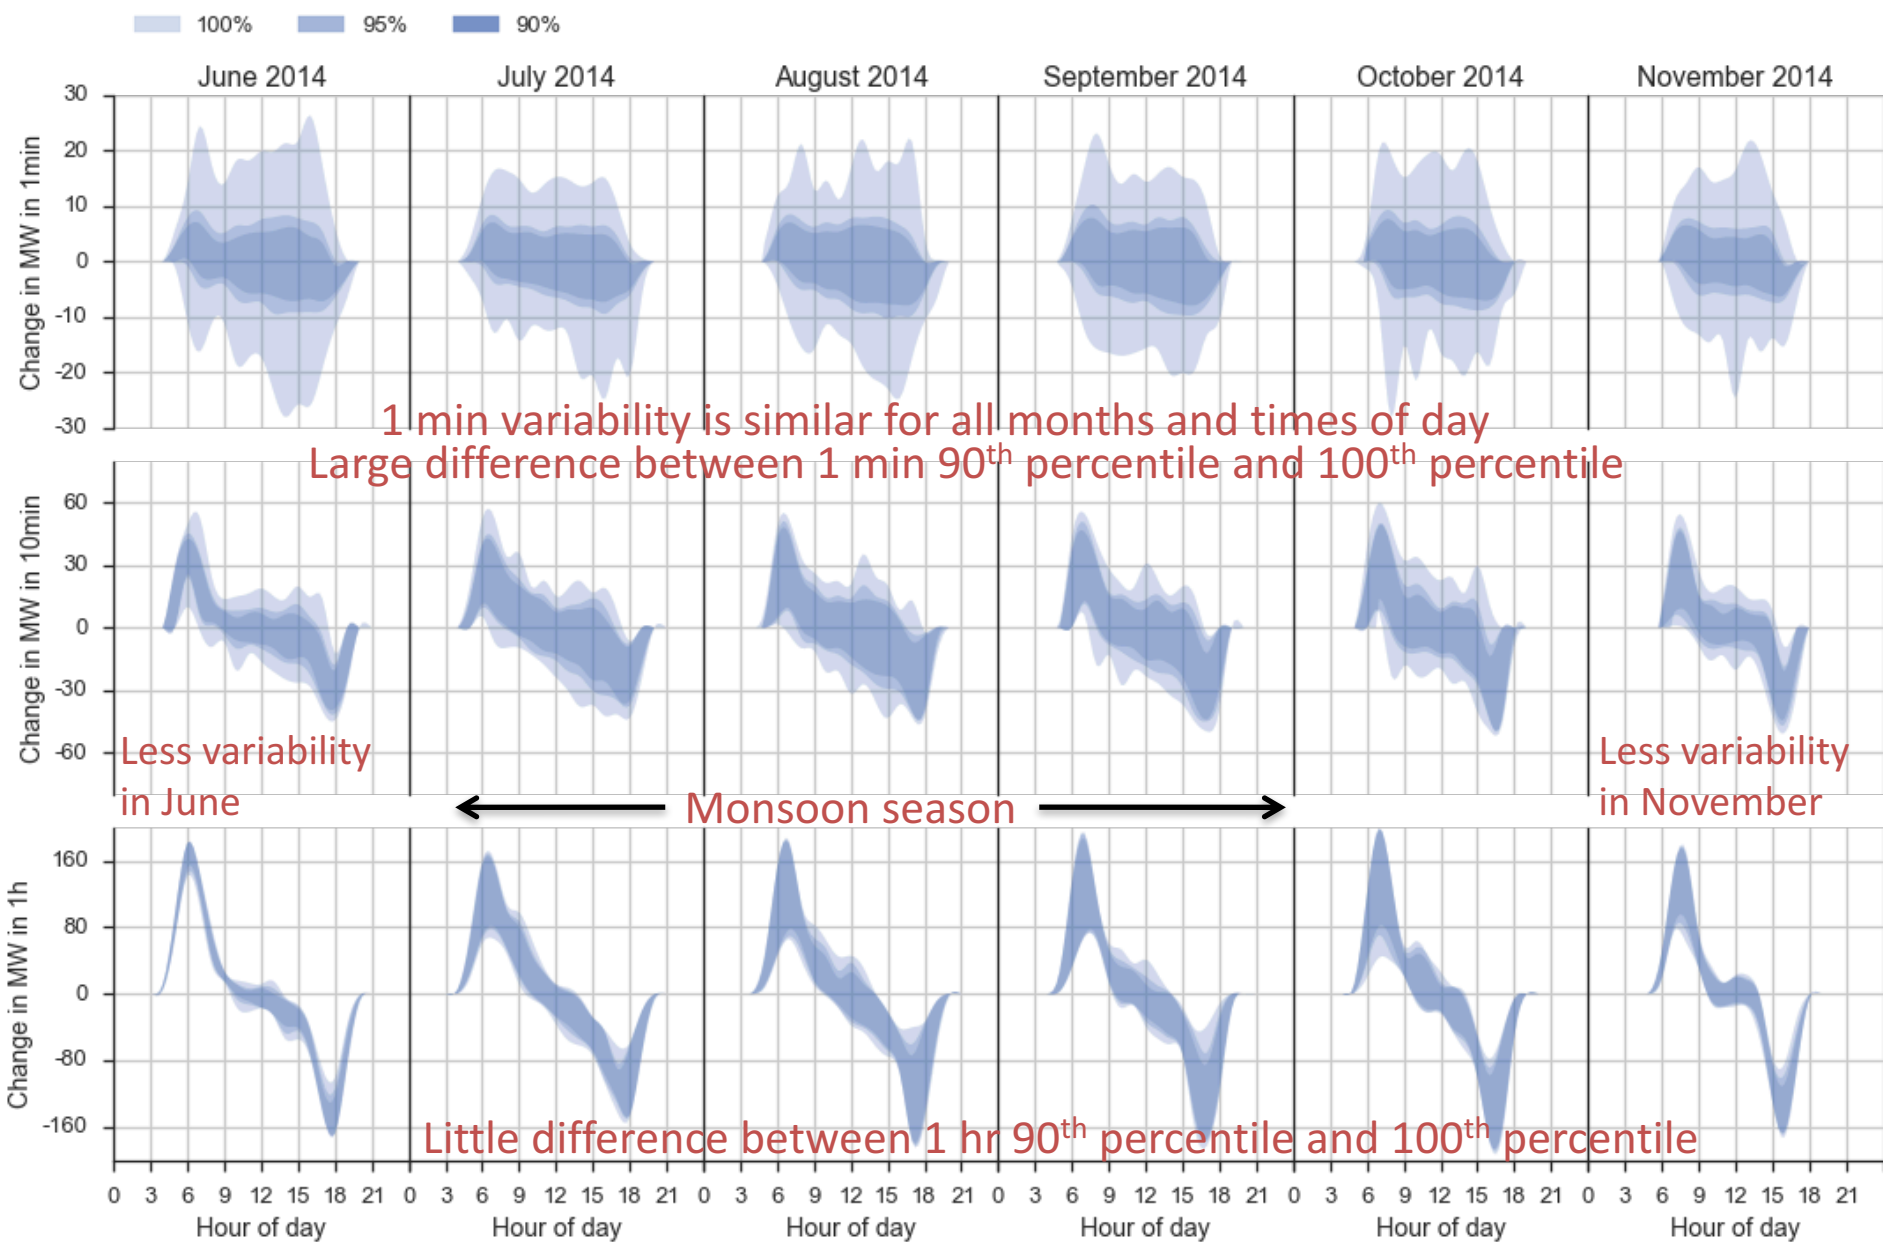 100% 95% 90%
June 2014 July 2014 August 2014 September 2014 October 2014 November 2014
Change in MW in 1min
30
20
10
0
-10
-20
-30
1 min variability is similar for all months and times of day
Large difference between 1 min 90th percentile and 100th percentile
Change in MW in 10min
60
30
0
-30
-60
Less variability
in June
Monsoon season
Less variability
in November
Change in MW in 1h
160
80
0
-80
-160
Little difference between 1 hr 90th percentile and 100th percentile
0 3 6 9 12 15 18 21 0 3 6 9 12 15 18 21 0 3 6 9 12 15 18 21 0 3 6 9 12 15 18 21 0 3 6 9 12 15 18 21 0 3 6 9 12 15 18 21
Hour of day Hour of day Hour of day Hour of day Hour of day Hour of day